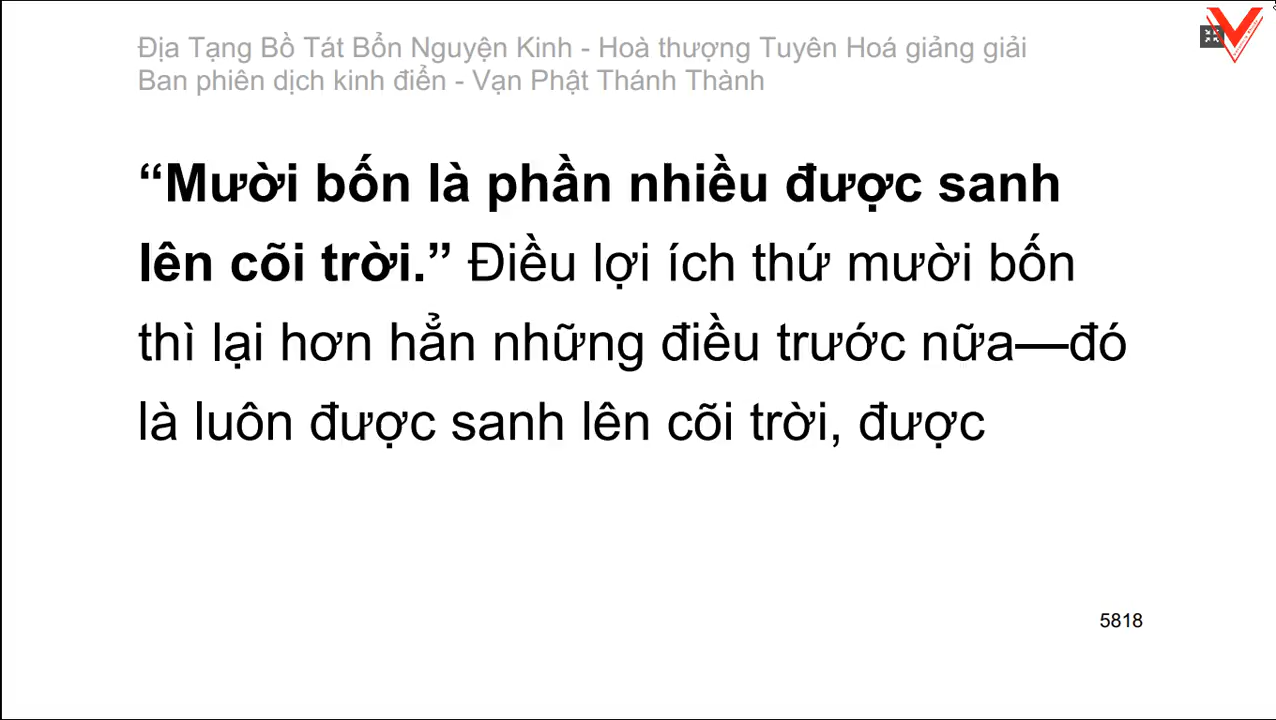 Địa Tạng Bồ Tát Bổn Nguyện Kinh - Hoà thượng Tuyên Hoá giảng giải
Ban phiên dịch kinh điển - Vạn Phật Thánh Thành
“Mười bốn là phần nhiều được sanh
lên cõi trời.” Điều lợi ích thứ mười bốn
thì lại hơn hẳn những điều trước nữa—đó
là luôn được sanh lên cõi trời, được
5818